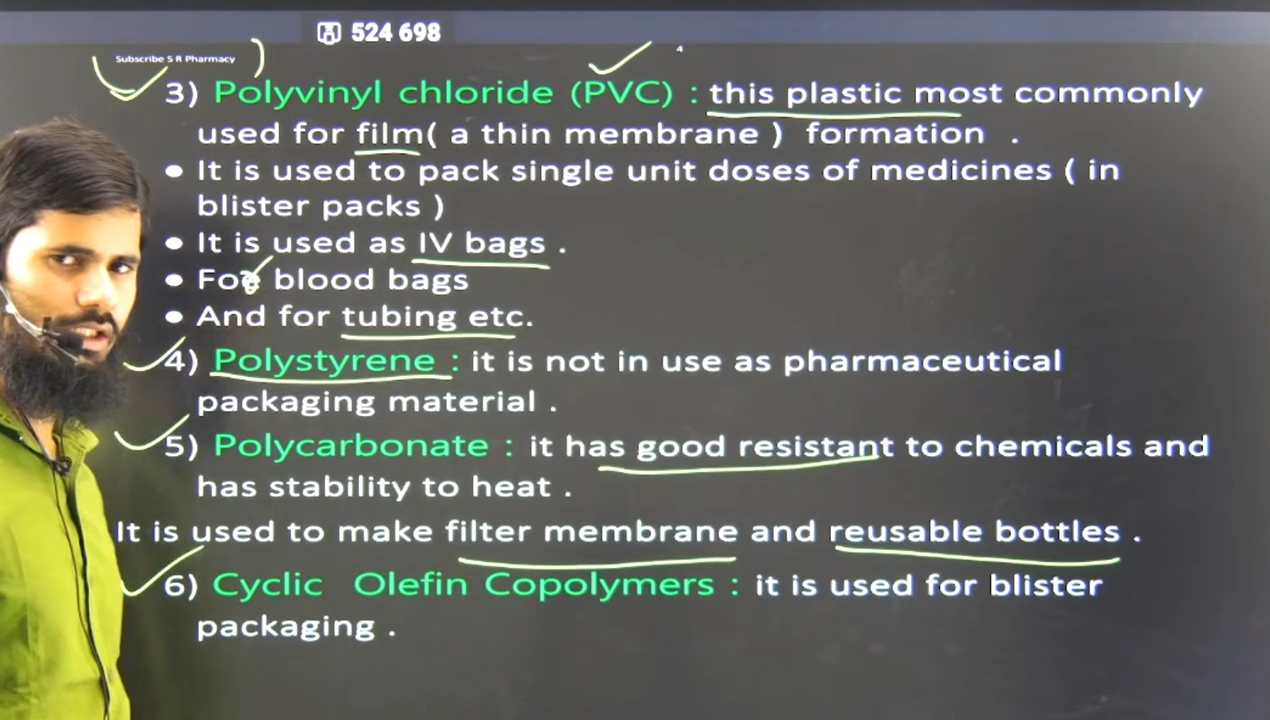 524 698
Subscribe S R Pharmacy
4
3) Polyvinyl chloride (PVC) : this plastic most commonly
used for film( a thin membrane ) formation .
• It is used to pack single unit doses of medicines ( in
blister packs )
• It is used as IV bags .
• For blood bags
• And for tubing etc.
4) Polystyrene : it is not in use as pharmaceutical
packaging material .
5) Polycarbonate : it has good resistant to chemicals and
has stability to heat .
It is used to make filter membrane and reusable bottles .
6) Cyclic Olefin Copolymers : it is used for blister
packaging .